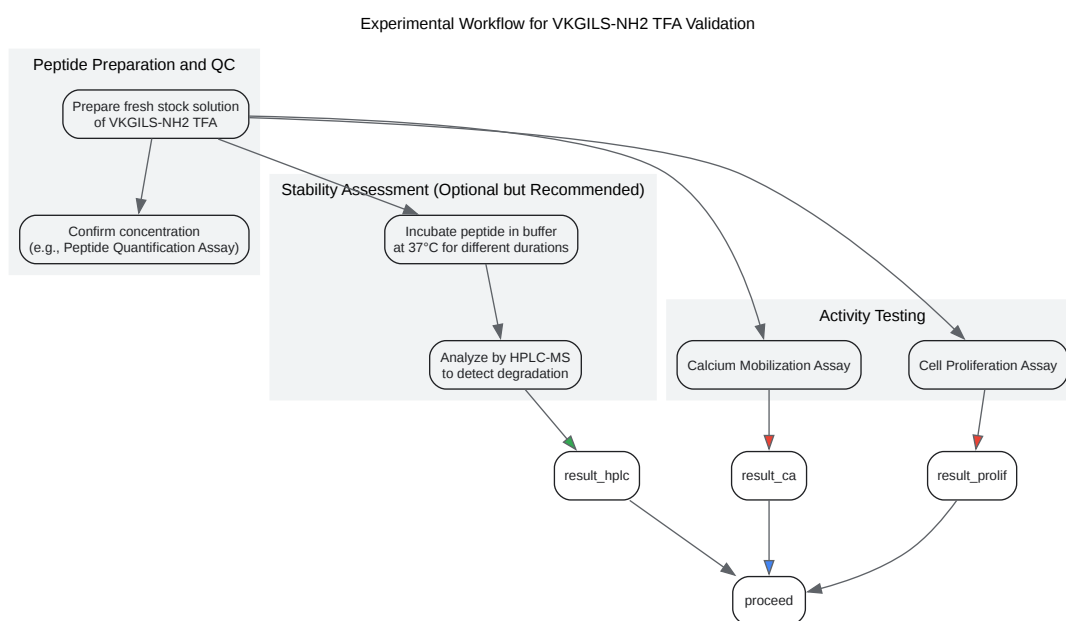 Experimental Workflow for VKGILS-NH2 TFA Validation
Peptide Preparation and QC
Prepare fresh stock solution
of VKGILS-NH2 TFA
Confirm concentration
(e.g., Peptide Quantification Assay)
Stability Assessment (Optional but Recommended)
Incubate peptide in buffer
at 37°C for different durations
Analyze by HPLC-MS
to detect degradation
Activity Testing
Calcium Mobilization Assay
Cell Proliferation Assay
result_hplc
result_ca
result_prolif
proceed